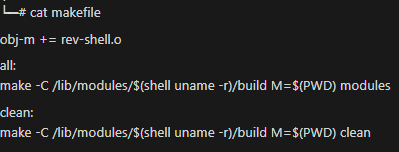 └─# cat makefile
obj-m += rev-shell.o
all:
make -C /lib/modules/$(shell uname -r)/build M=$(PWD) modules
clean:
make -C /lib/modules/$(shell uname -r)/build M=$(PWD) clean